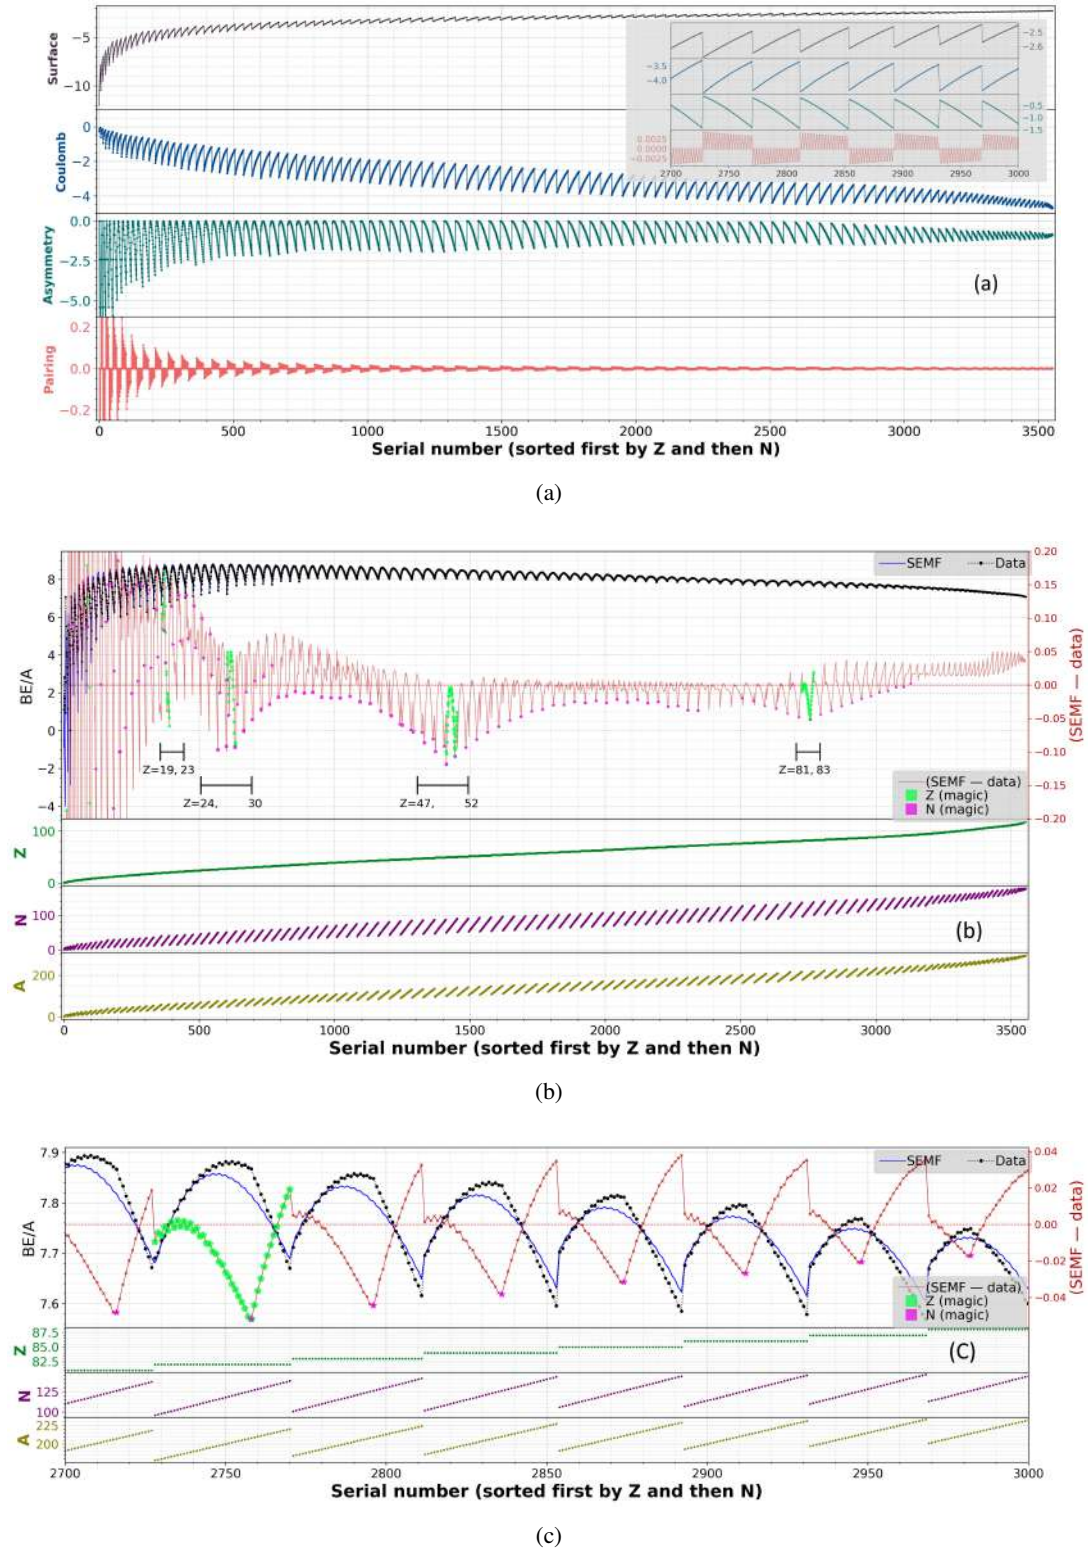 Surface
−5
−10
−2.5
−2.6
−3.5
−4.0
−0.5
−1.0
−1.5
0.0025
0.0000
−0.0025
2700 2750 2800 2850 2900 2950 3000
Coulomb
0
−2
−4
Asymmetry
0.0
−2.5
−5.0
(a)
Pairing
0.2
0.0
−0.2
0 500 1000 1500 2000 2500 3000 3500
Serial number (sorted first by Z and then N)
(a)
BE/A
8
6
4
2
0
−2
−4
SEMF Data
0.20
0.15
0.10
0.05
0.00
−0.05
−0.10
−0.15
−0.20
(SEMF — data)
Z=19, 23
Z=24, 30
Z=47, 52
Z=81, 83
(SEMF — data)
Z (magic)
N (magic)
Z
100
0
N
100
0
(b)
A
200
0
0 500 1000 1500 2000 2500 3000 3500
Serial number (sorted first by Z and then N)
(b)
BE/A
7.9
7.8
7.7
7.6
SEMF Data
0.04
0.02
0.00
−0.02
−0.04
(SEMF — data)
(SEMF — data)
Z (magic)
N (magic)
Z
87.5
85.0
82.5
(C)
N
125
100
A
225
200
2700 2750 2800 2850 2900 2950 3000
Serial number (sorted first by Z and then N)
(c)